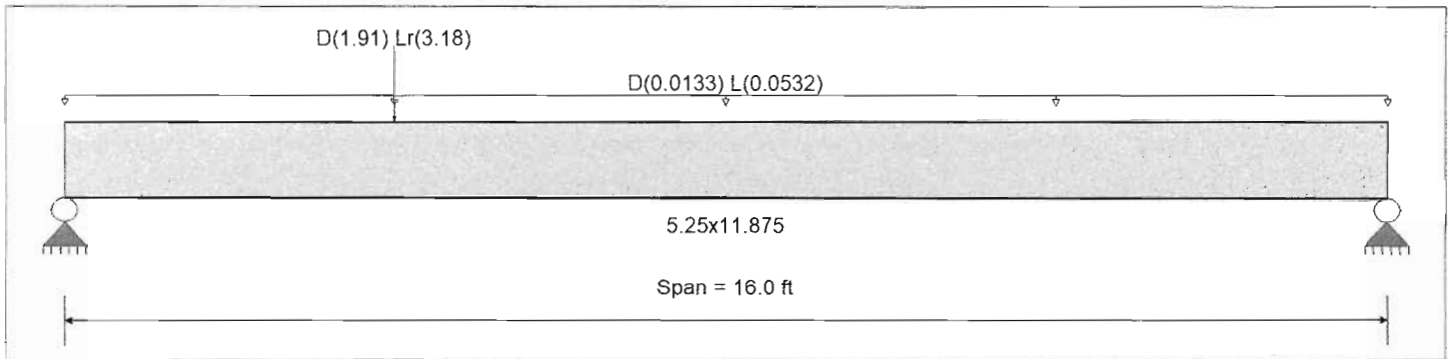 D(1.91) Lr(3.18)
D(0.0133) L(0.0532)
5.25x11.875
Span = 16.0 ft